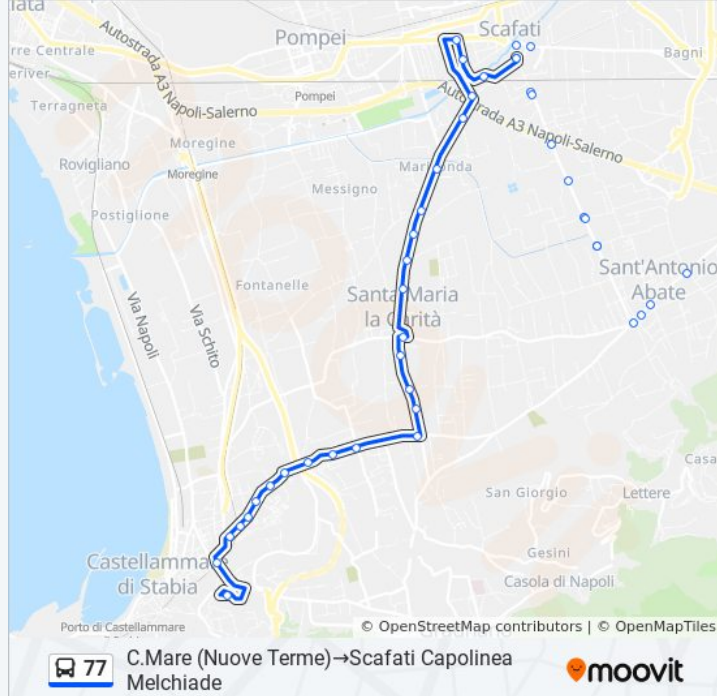 Scafati
Pompei
Bagni
rre Centrale
Autostrada A3 Napoli-Salerno
Terragneta
Pompei
Autostrada A3 Napoli-Salerno
Moregine
Rovigliano
Moregine
Messigno
Postiglione
Sant'Antonio
Abate
Fontanelle
Santa Maria
la Carità
Via Napoli
Via Schito
San Giorgio
Lettere
Gesini
Castellammare
di Stabia
Casola di Napoli
Porto di Castellammare
© OpenStreetMap contributors | © OpenMapTiles
77
C.Mare (Nuove Terme)→Scafati Capolinea
Melchiade
moovit